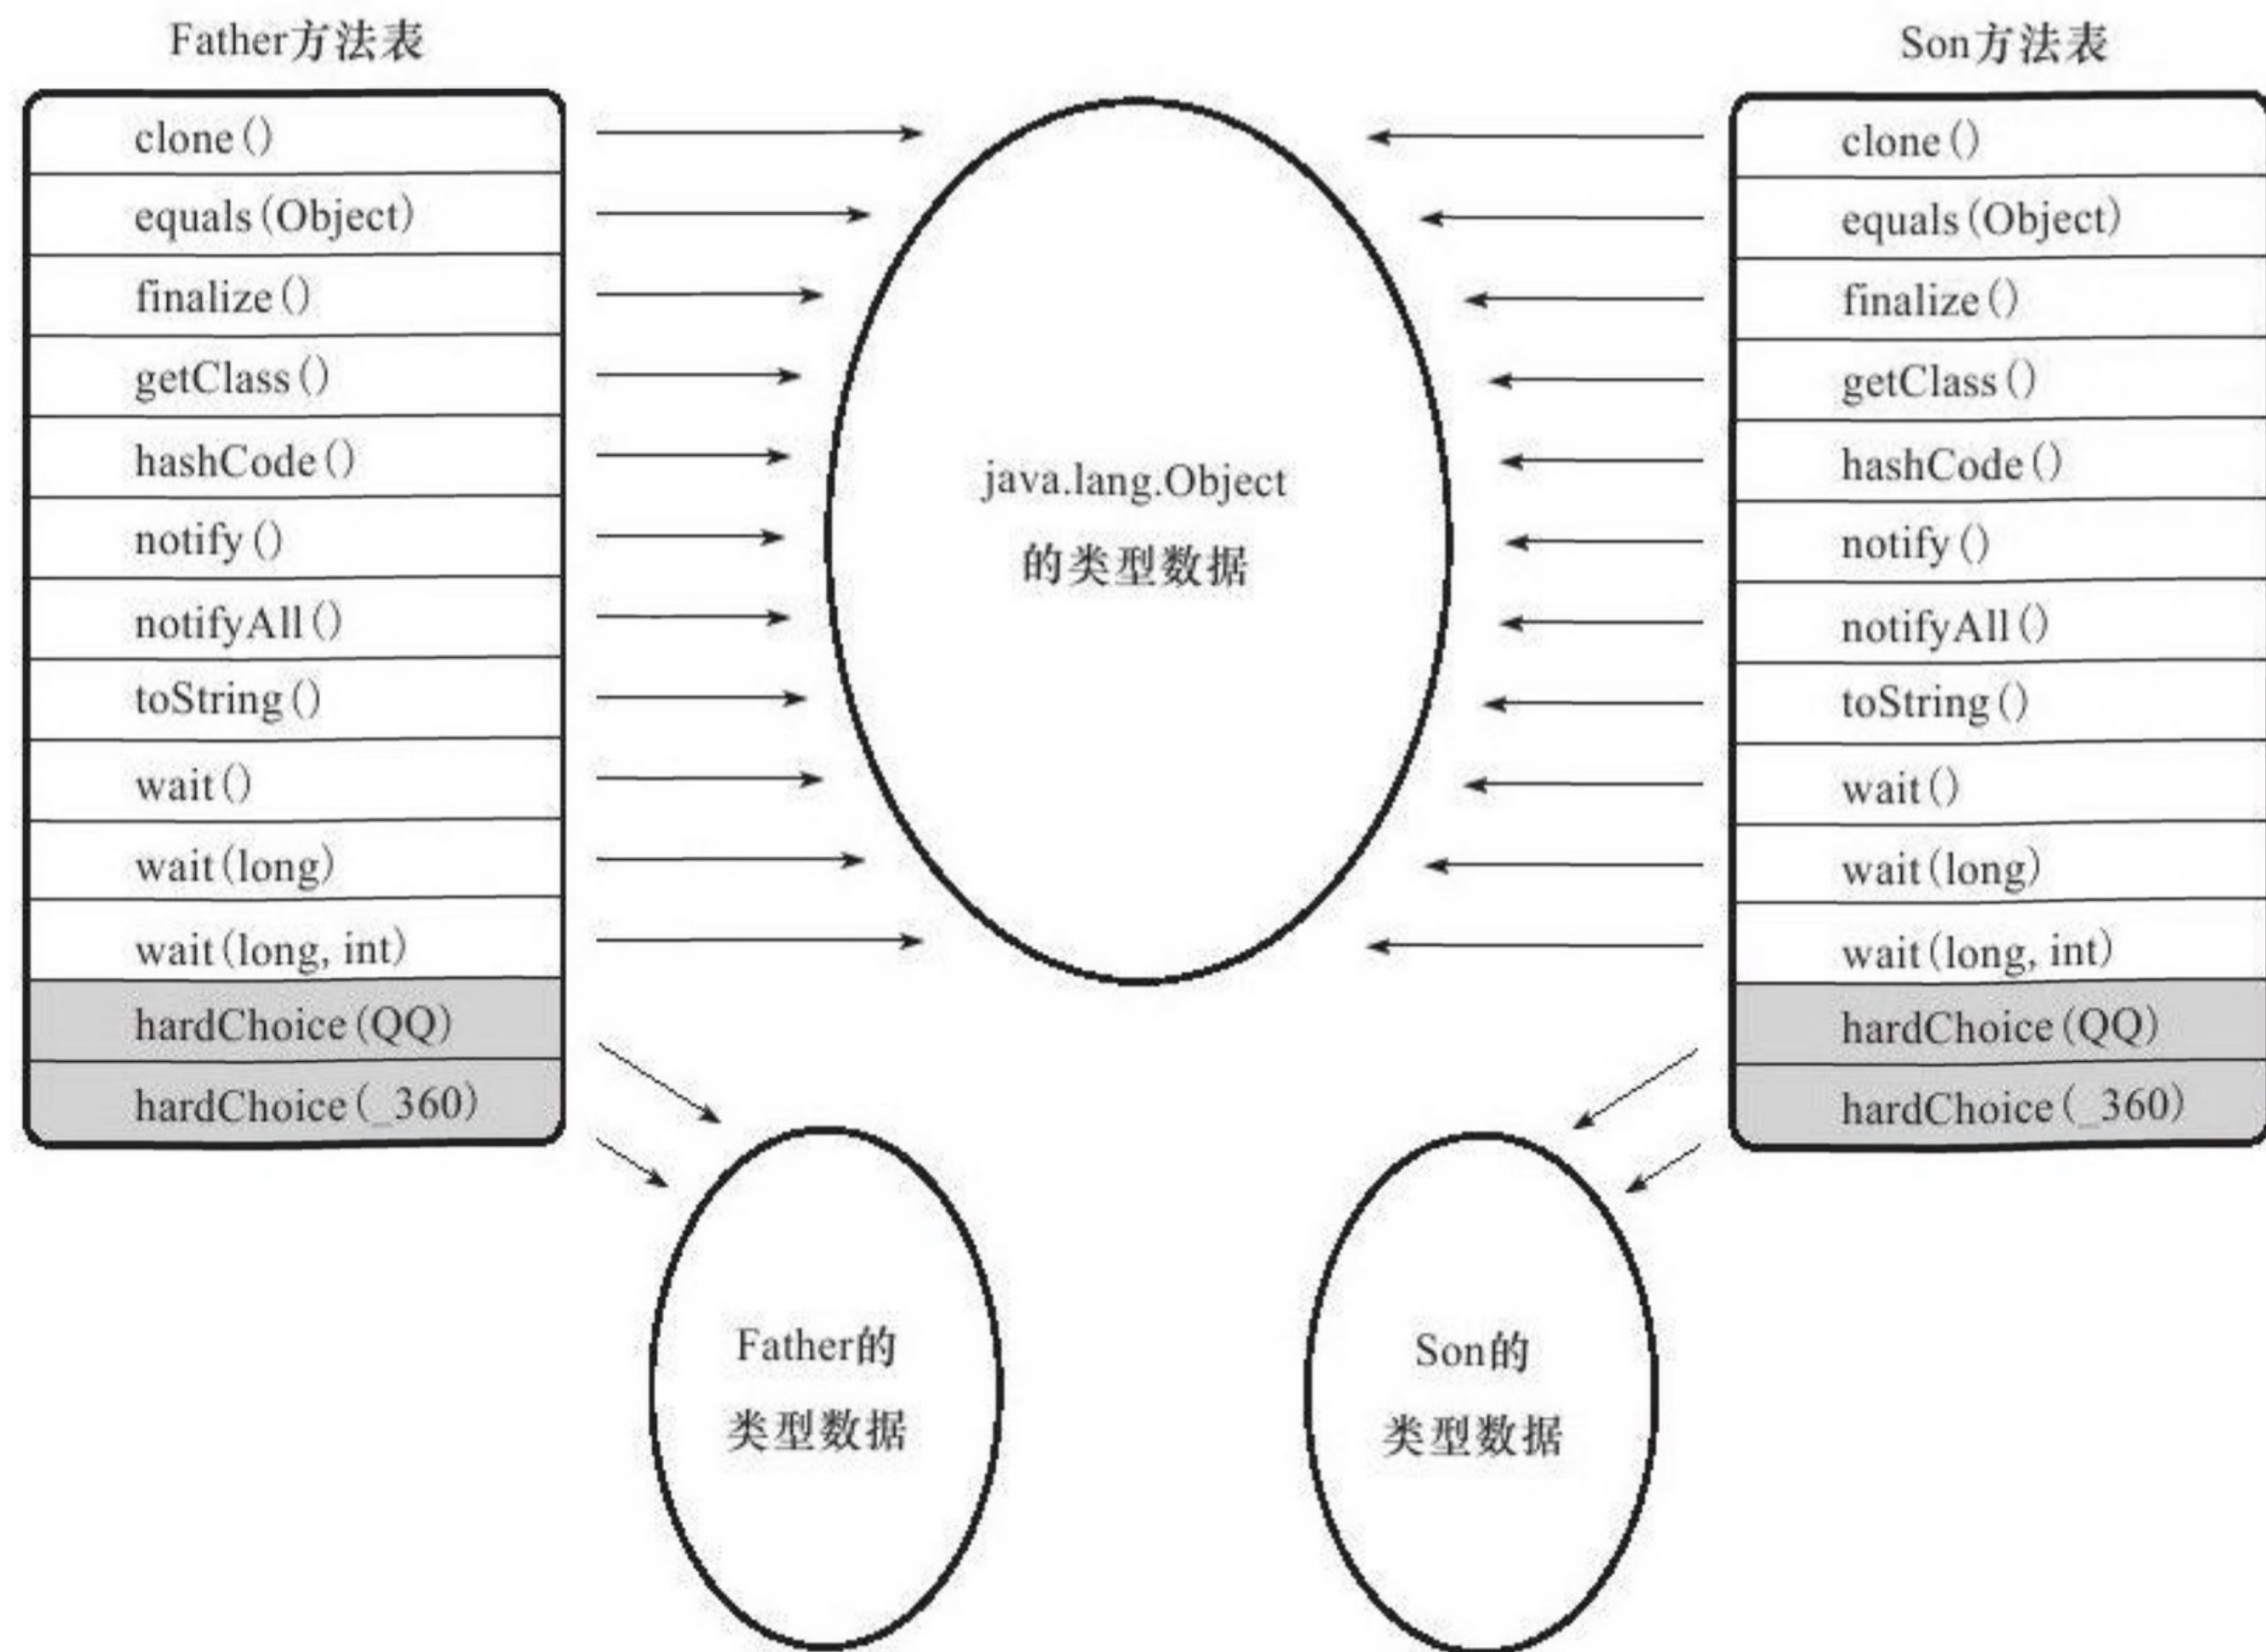 Father方法表
clone()
equals(Object)
finalize()
getClass()
hashCode()
notify()
notifyAll()
toString()
wait()
wait(long)
wait(long, int)
hardChoice(QQ)
hardChoice(_360)
java.lang.Object
的类型数据
Son方法表
clone()
equals(Object)
finalize()
getClass()
hashCode()
notify()
notifyAll()
toString()
wait()
wait(long)
wait(long, int)
hardChoice(QQ)
hardChoice(_360)
Father的
类型数据
Son的
类型数据